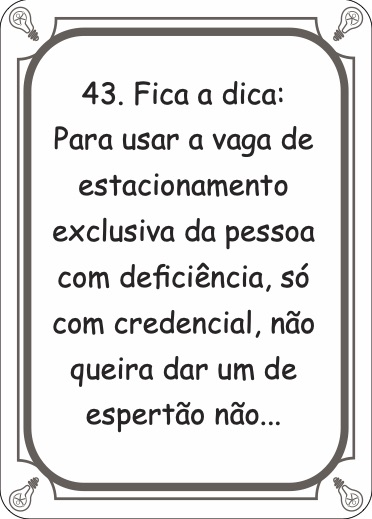 43. Fica a dica:
Para usar a vaga de
estacionamento
exclusiva da pessoa
com deficiência, só
com credencial, não
queira dar um de
espertão não...